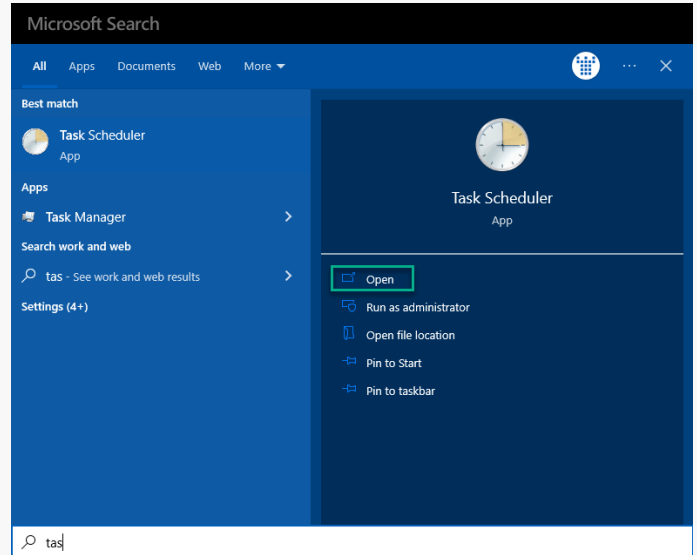 Microsoft Search
All Apps Documents Web More
Best match
Task Scheduler
App
Apps
Task Manager
Search work and web
tas - See work and web results
Settings (4+)
Task Scheduler
App
Open
Run as administrator
Open file location
Pin to Start
Pin to taskbar
tas